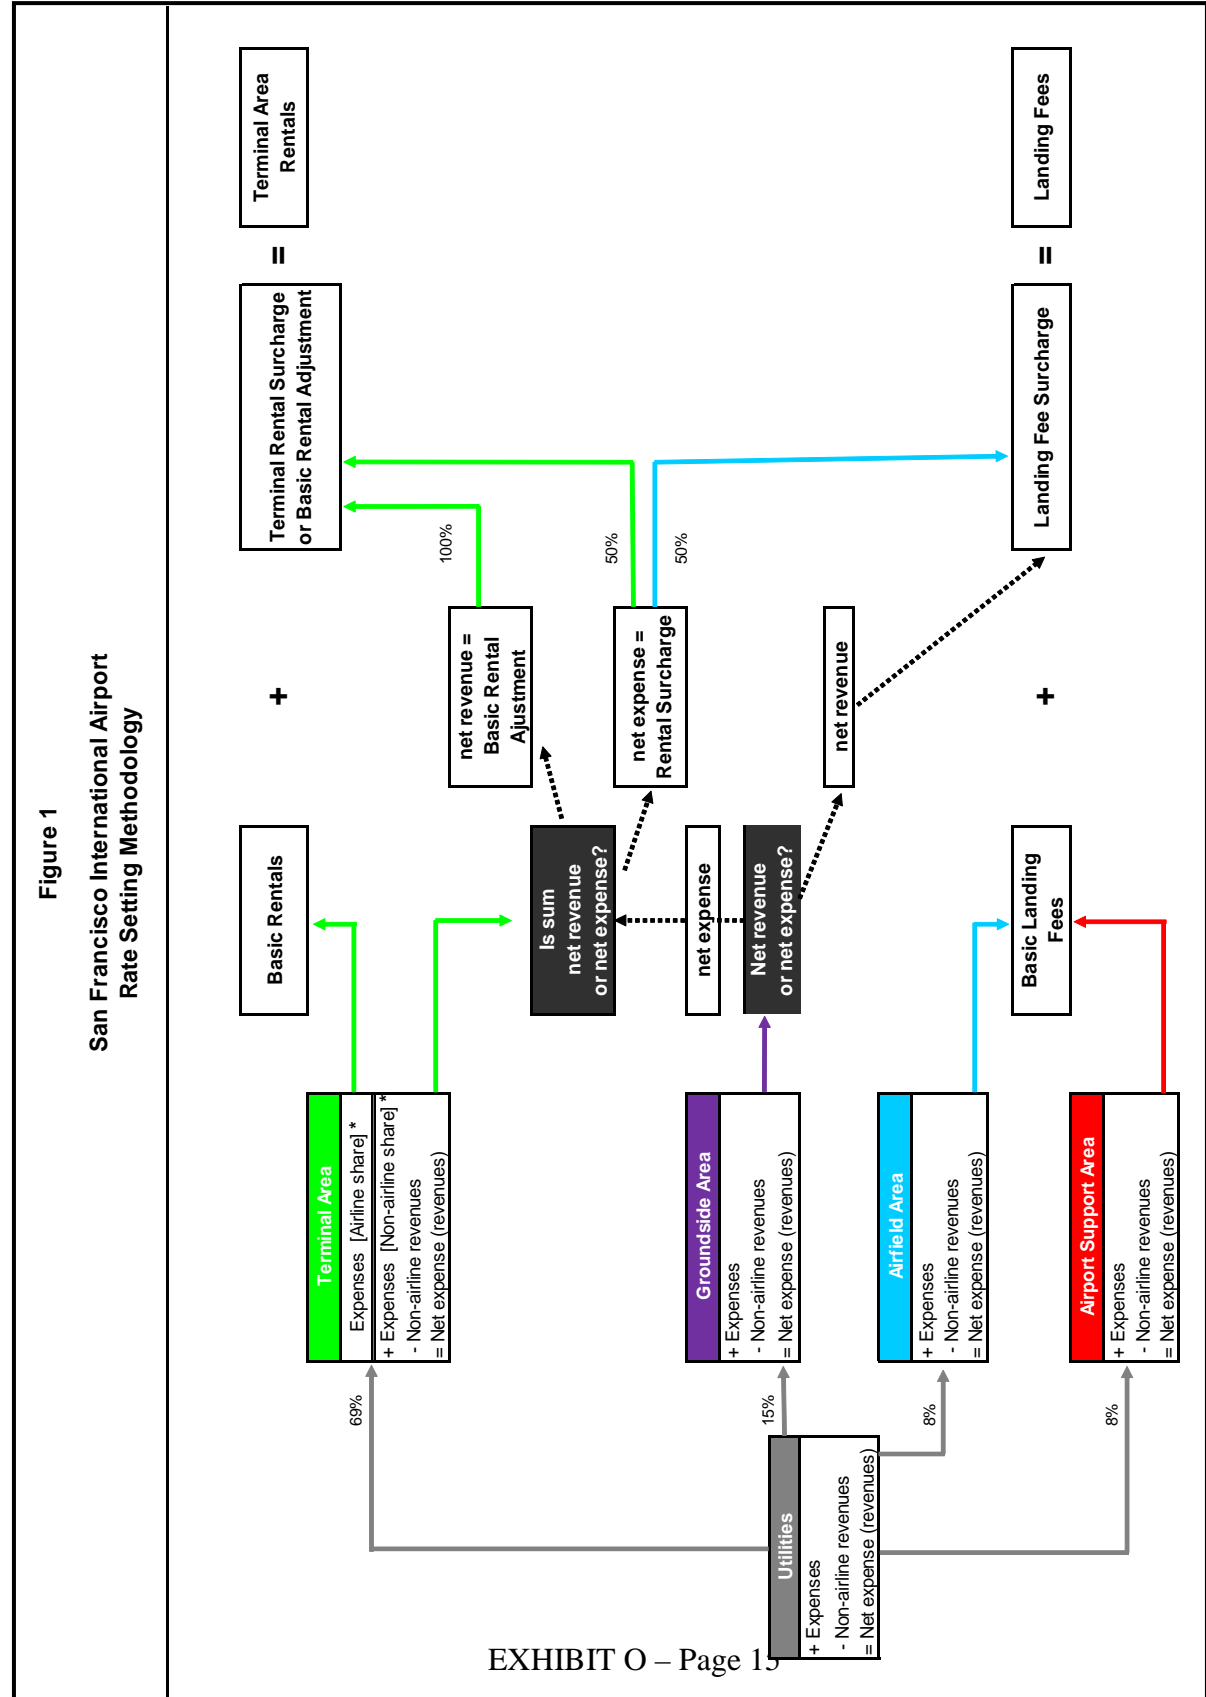 Figure 1
San Francisco International Airport
Rate Setting Methodology
Utilities
+ Expenses
- Non-airline revenues
= Net expense (revenues)
69%
15%
8%
8%
Terminal Area
Expenses [Airline share] *
+ Expenses [Non-airline share] *
- Non-airline revenues
= Net expense (revenues)
Groundside Area
+ Expenses
- Non-airline revenues
= Net expense (revenues)
Airfield Area
+ Expenses
- Non-airline revenues
= Net expense (revenues)
Airport Support Area
+ Expenses
- Non-airline revenues
= Net expense (revenues)
Basic Rentals
Is sum
net revenue
or net expense?
net expense
Net revenue
or net expense?
Basic Landing
Fees
+
net revenue =
Basic Rental
Ajustment
net expense =
Rental Surcharge
net revenue
+
100%
50%
50%
Terminal Rental Surcharge
or Basic Rental Adjustment
Landing Fee Surcharge
=
=
Terminal Area
Rentals
Landing Fees
EXHIBIT O – Page 15